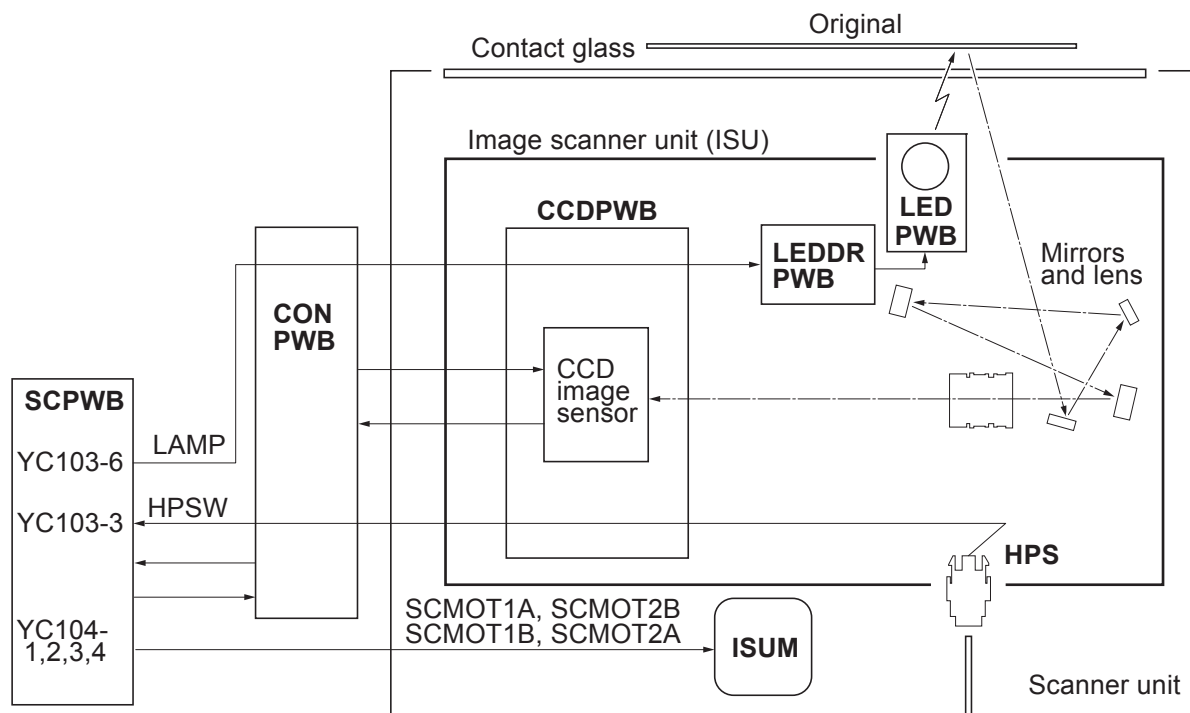 Original
Contact glass
Image scanner unit (ISU)
CCDPWB
LED
PWB
LEDDR
PWB
Mirrors
and lens
CON
PWB
CCD
image
sensor
SCPWB
YC103-6
LAMP
YC103-3
HPSW
HPS
YC104-
1,2,3,4
SCMOT1A, SCMOT2B
SCMOT1B, SCMOT2A
ISUM
Scanner unit